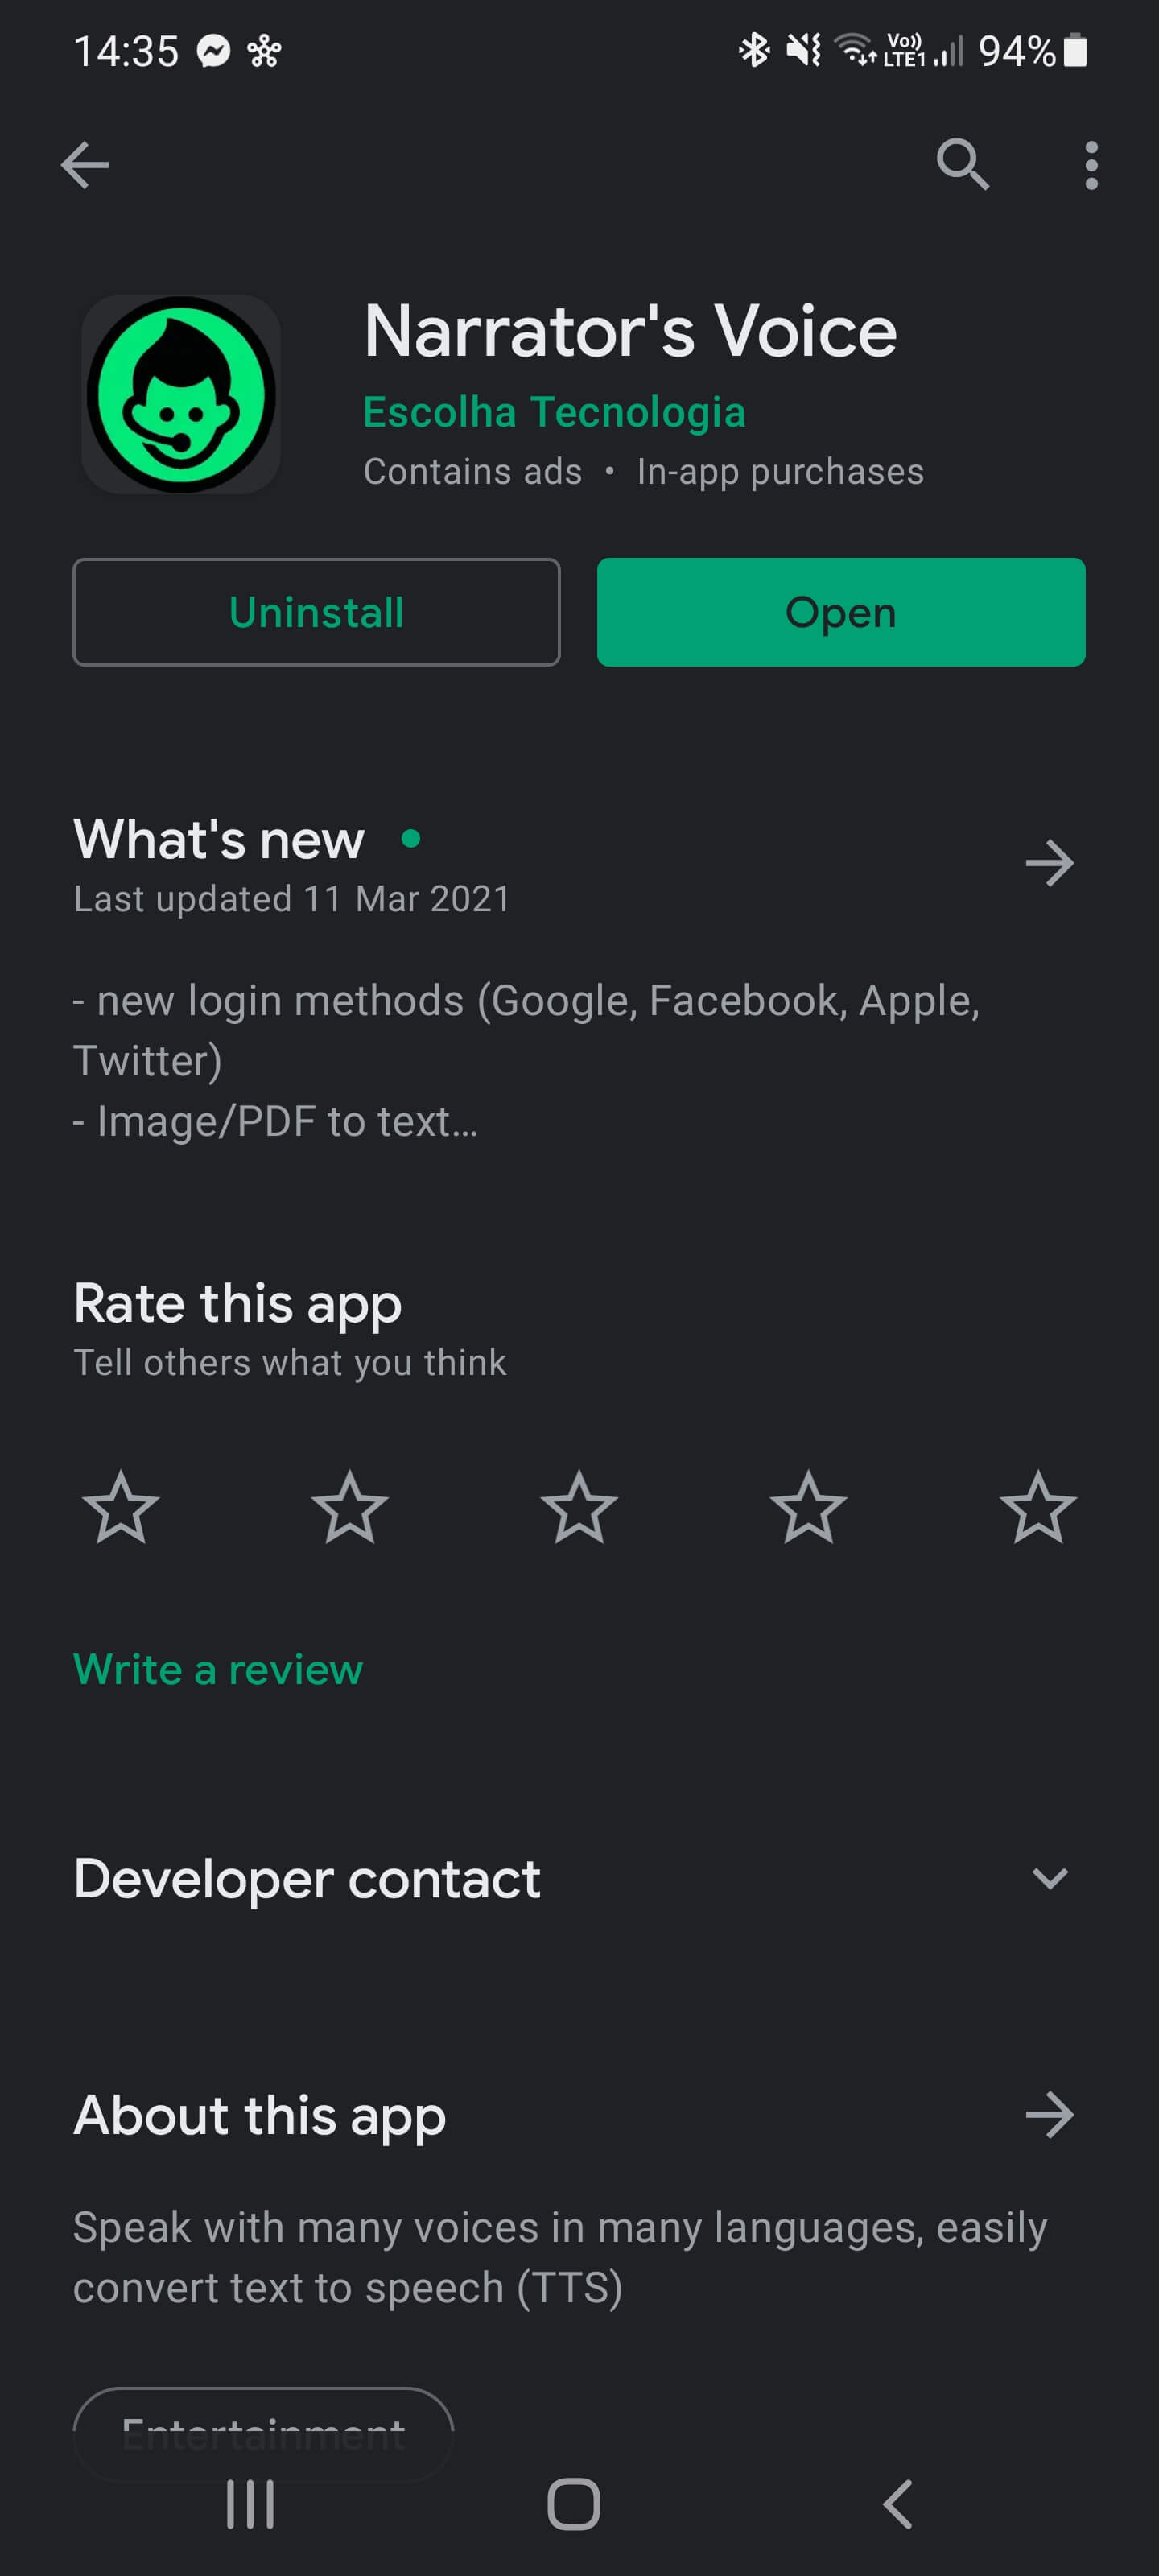 14:35 Vo)) LTE1 94%
Narrator's Voice
Escolha Tecnologia
Contains ads • In-app purchases
Uninstall Open
What's new •
Last updated 11 Mar 2021
- new login methods (Google, Facebook, Apple,
Twitter)
- Image/PDF to text…
Rate this app
Tell others what you think
Write a review
Developer contact
About this app
Speak with many voices in many languages, easily
convert text to speech (TTS)
Entertainment